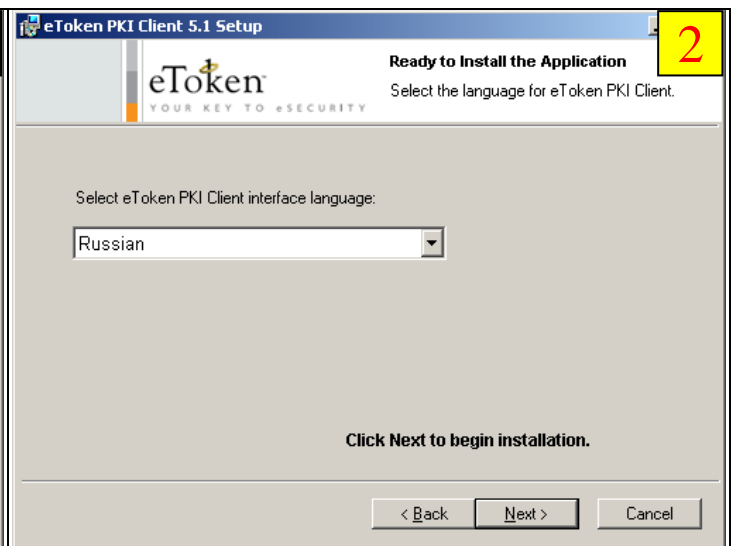 eToken PKI Client 5.1 Setup
2
eToken
YOUR KEY TO eSECURITY
Ready to Install the Application
Select the language for eToken PKI Client.
Select eToken PKI Client interface language:
Russian
Click Next to begin installation.
< Back
Next >
Cancel